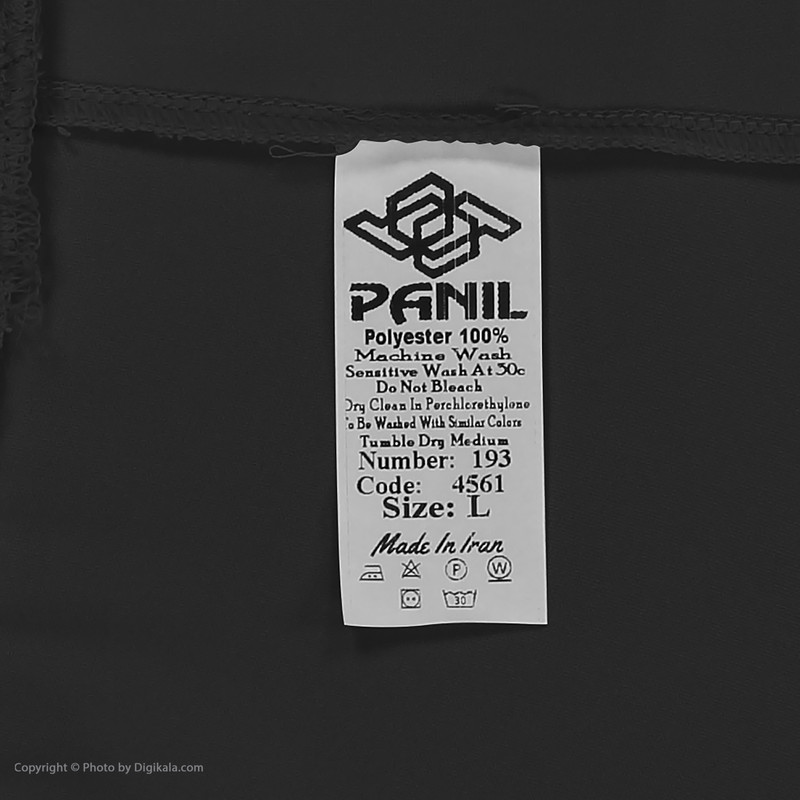 PANIL
Polyester 100%
Machine Wash
Sensitive Wash At 30c
Do Not Bleach
Dry Clean In Perchlorethylene
To Be Washed With Similar Colors
Tumble Dry Medium
Number: 193
Code: 4561
Size: L
Made In Iran
P W
30
Copyright © Photo by Digikala.com